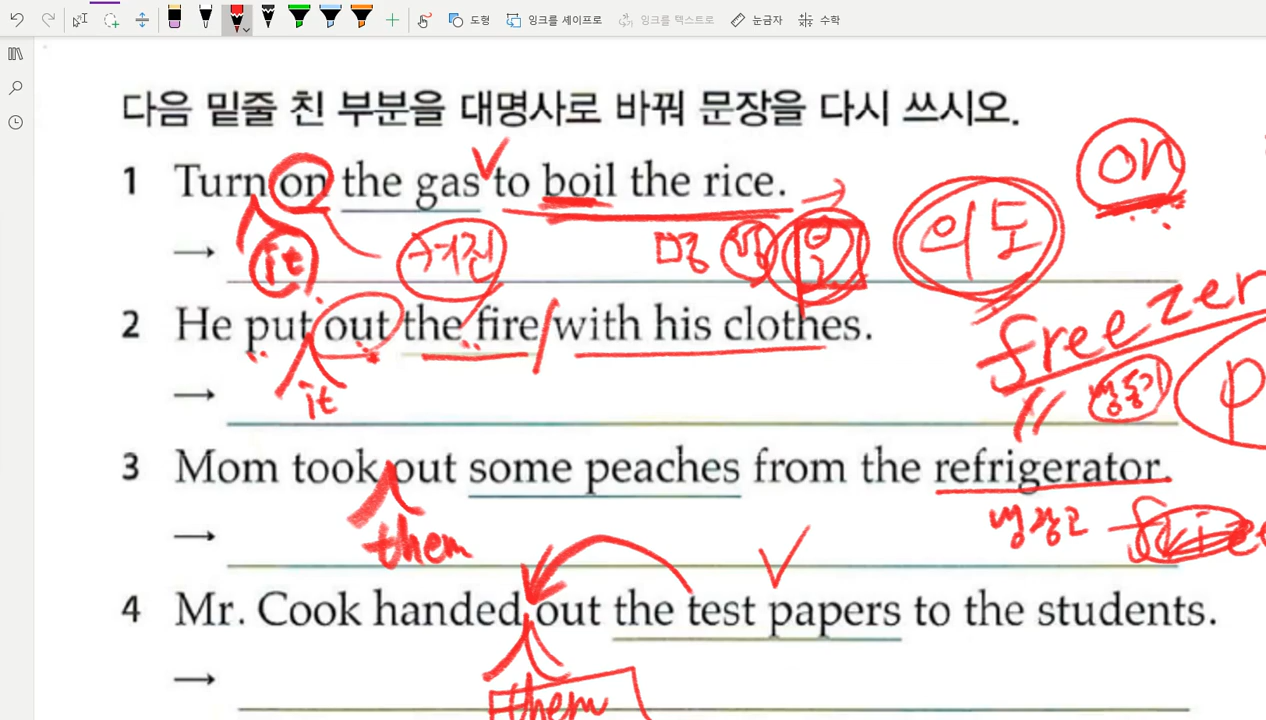 도형 잉크를 셰이프로 잉크를 텍스트로 눈금자 수학
다음 밑줄 친 부분을 대명사로 바꿔 문장을 다시 쓰시오.
on
1 Turn on the gas to boil the rice.
→ it 의도
2 He put out the fire with his clothes.
freezer
→ it 냉동기
3 Mom took out some peaches from the refrigerator.
냉장고
→ them
4 Mr. Cook handed out the test papers to the students.
→ them